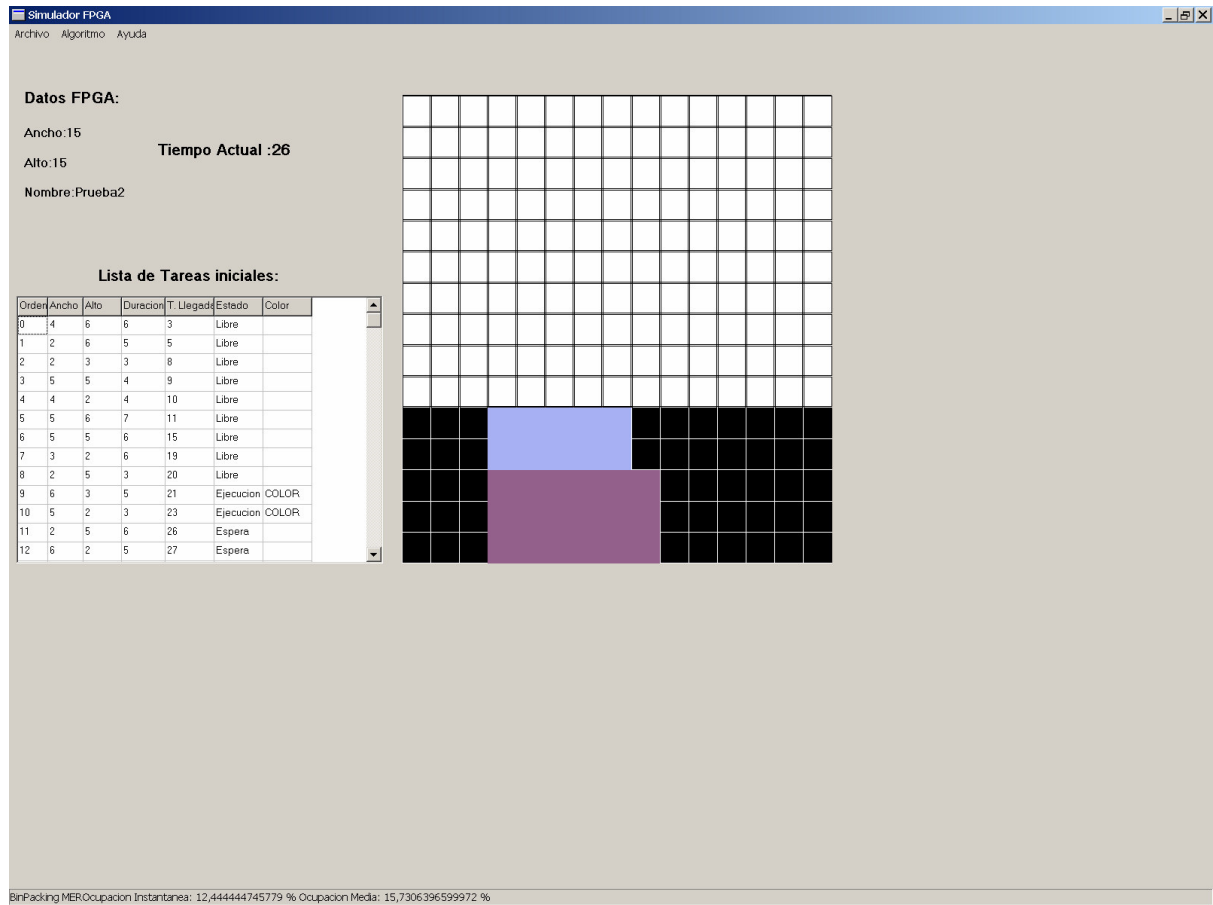 Simulador FPGA
Archivo Algoritmo Ayuda
Datos FPGA:
Ancho:15
Tiempo Actual :26
Alto:15
Nombre:Prueba2
Lista de Tareas iniciales:
Orden Ancho Alto Duracion T. Llegada Estado Color
0 4 6 6 3 Libre
1 2 6 5 5 Libre
2 2 3 3 8 Libre
3 5 5 4 9 Libre
4 4 2 4 10 Libre
5 5 6 7 11 Libre
6 5 5 6 15 Libre
7 3 2 6 19 Libre
8 2 5 3 20 Libre
9 6 3 5 21 Ejecucion COLOR
10 5 2 3 23 Ejecucion COLOR
11 2 5 6 26 Espera
12 6 2 5 27 Espera
BinPacking MEROcupacion Instantanea: 12,444444745779 % Ocupacion Media: 15,7306396599972 %